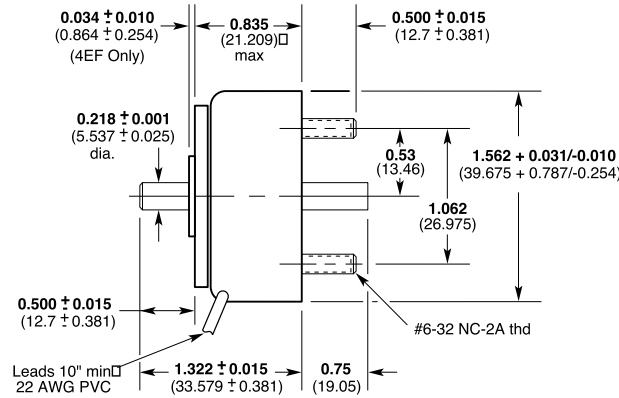 0.034 ± 0.010
(0.864 ± 0.254)
(4EF Only)
0.835
(21.209)□
max
0.500 ± 0.015
(12.7 ± 0.381)
0.218 ± 0.001
(5.537 ± 0.025)
dia.
0.53
(13.46)
1.562 + 0.031/-0.010
(39.675 + 0.787/-0.254)
1.062
(26.975)
0.500 ± 0.015
(12.7 ± 0.381)
#6-32 NC-2A thd
Leads 10" min□
22 AWG PVC
1.322 ± 0.015
(33.579 ± 0.381)
0.75
(19.05)